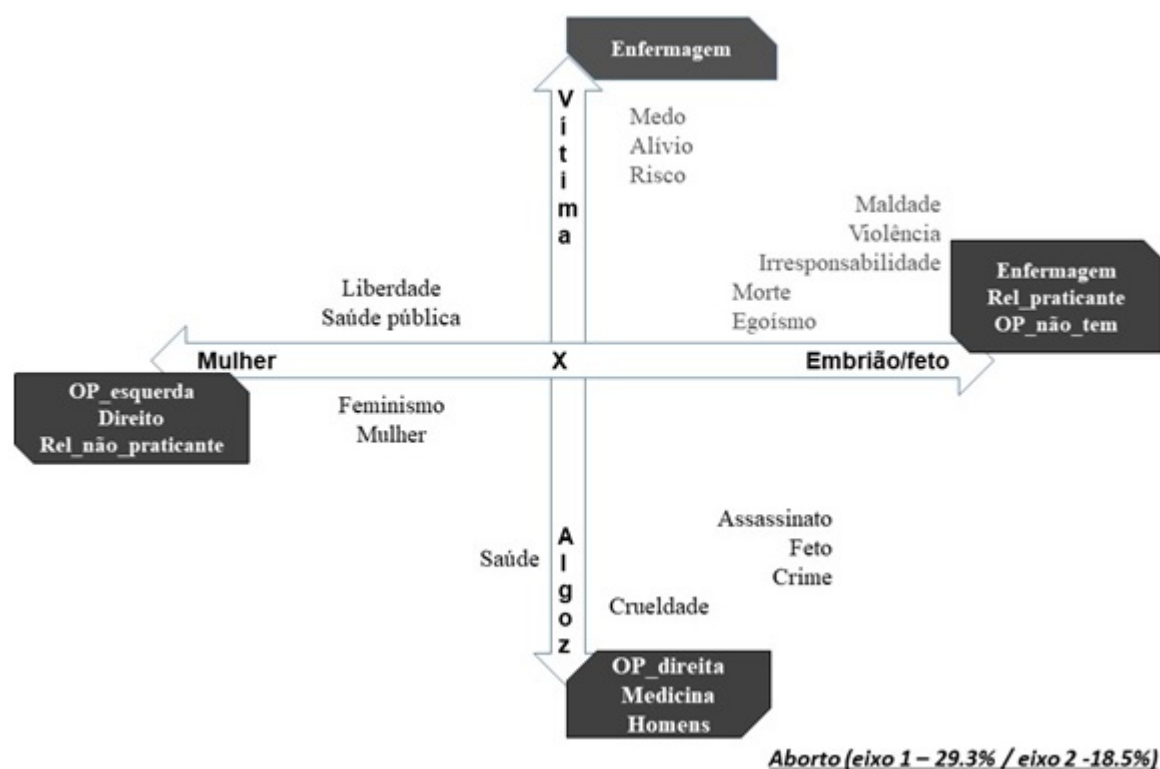 Enfermagem
Vítima
Medo
Alívio
Risco
Maldade
Violência
Irresponsabilidade
Morte
Egoísmo
Enfermagem
Rel_praticante
OP_não_tem
Liberdade
Saúde pública
Mulher X Embrião/feto
OP_esquerda
Direito
Rel_não_praticante
Feminismo
Mulher
Algoz
Saúde
Assassinato
Feto
Crime
Crueldade
OP_direita
Medicina
Homens
Aborto (eixo 1 – 29.3% / eixo 2 -18.5%)